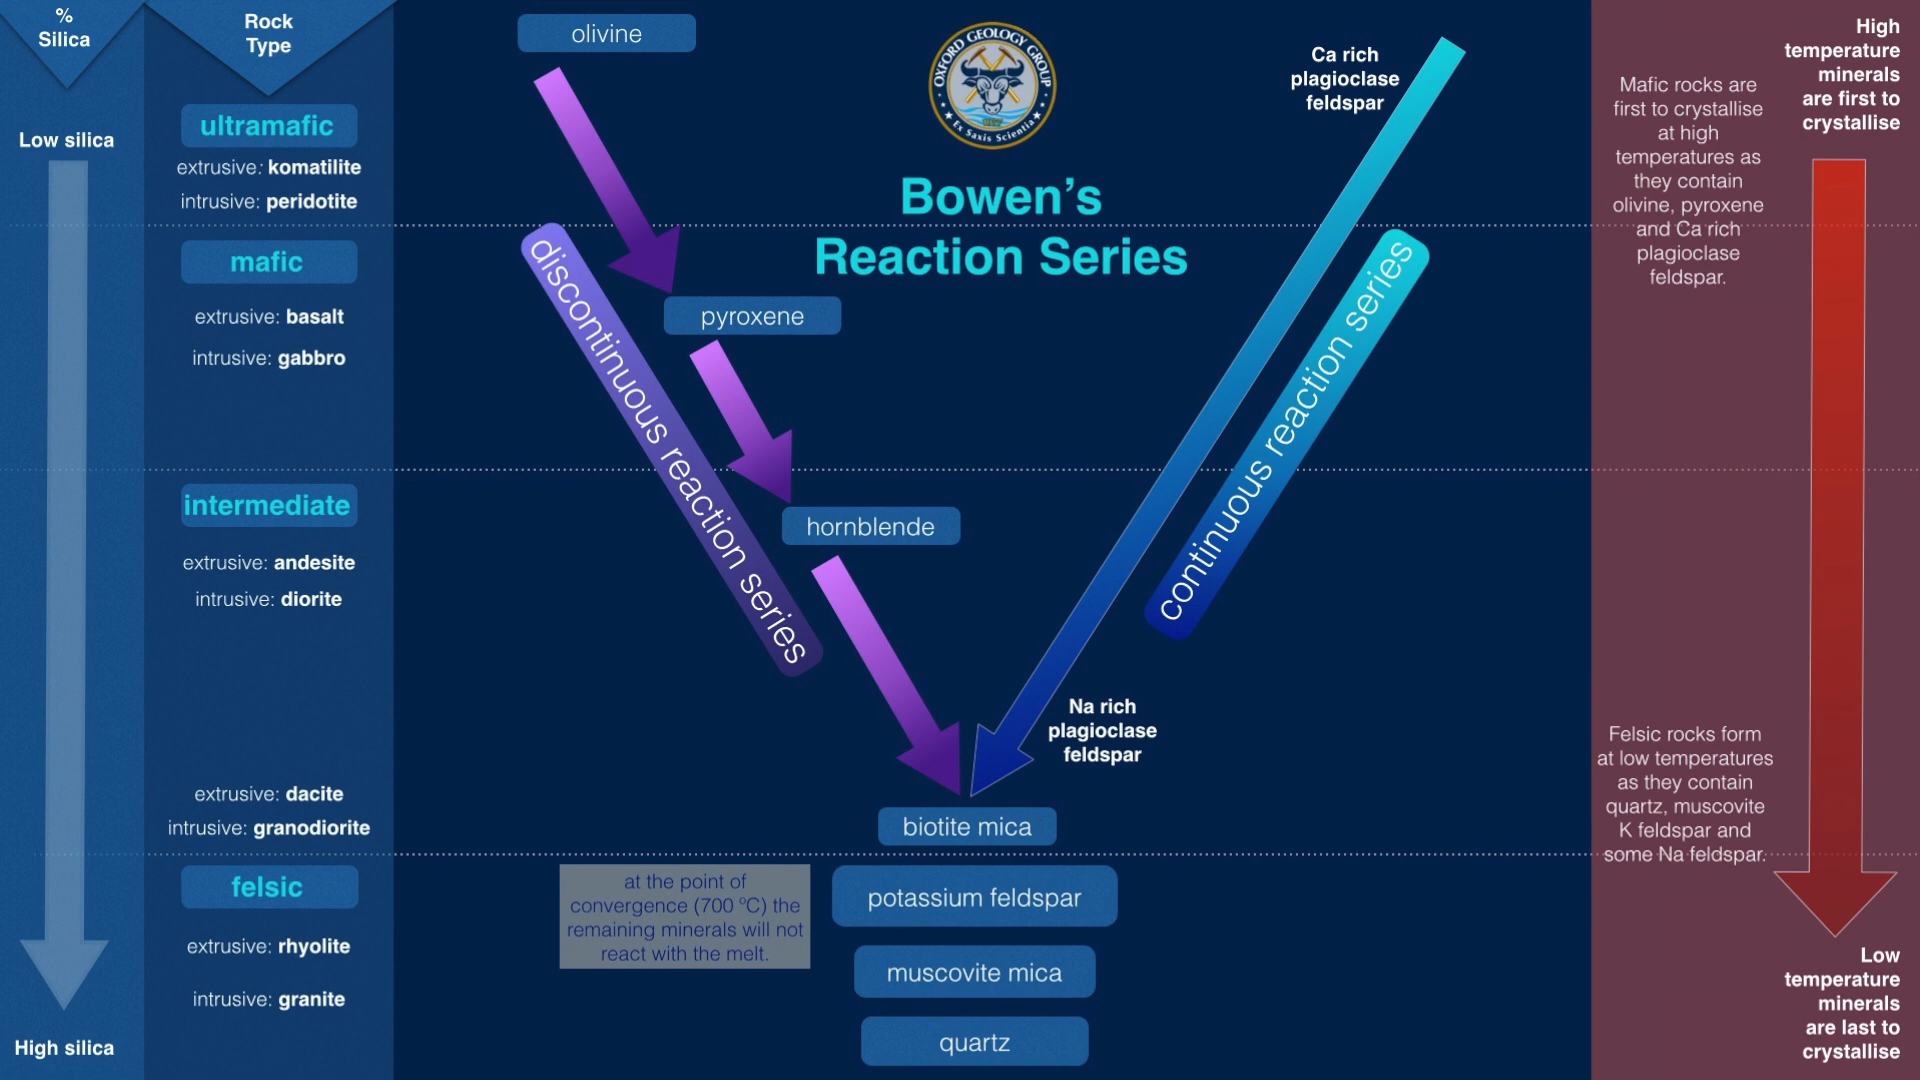 %
Silica
Low silica
High silica
Rock
Type
ultramafic
extrusive: komatilite
intrusive: peridotite
mafic
extrusive: basalt
intrusive: gabbro
intermediate
extrusive: andesite
intrusive: diorite
extrusive: dacite
intrusive: granodiorite
felsic
extrusive: rhyolite
intrusive: granite
OXFORD GEOLOGY GROUP
Ex Saxis Scientia
Bowen’s
Reaction Series
olivine
pyroxene
hornblende
discontinuous reaction series
Ca rich
plagioclase
feldspar
continuous reaction series
Na rich
plagioclase
feldspar
biotite mica
at the point of
convergence (700 ºC) the
remaining minerals will not
react with the melt.
potassium feldspar
muscovite mica
quartz
Mafic rocks are
first to crystallise
at high
temperatures as
they contain
olivine, pyroxene
and Ca rich
plagioclase
feldspar.
Felsic rocks form
at low temperatures
as they contain
quartz, muscovite
K feldspar and
some Na feldspar.
High
temperature
minerals
are first to
crystallise
Low
temperature
minerals
are last to
crystallise